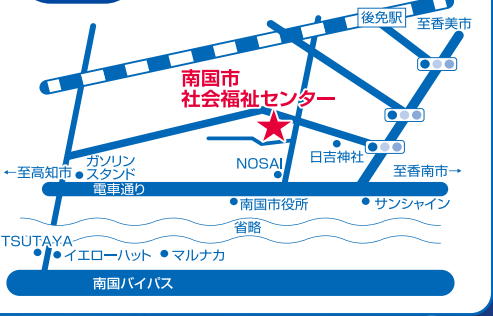 後免駅
至香美市
南国市
社会福祉センター
ガソリン
スタンド
←至高知市
NOSAI
日吉神社
至香南市→
電車通り
南国市役所
サンシャイン
省略
TSUTAYA
イエローハット
マルナカ
南国バイパス